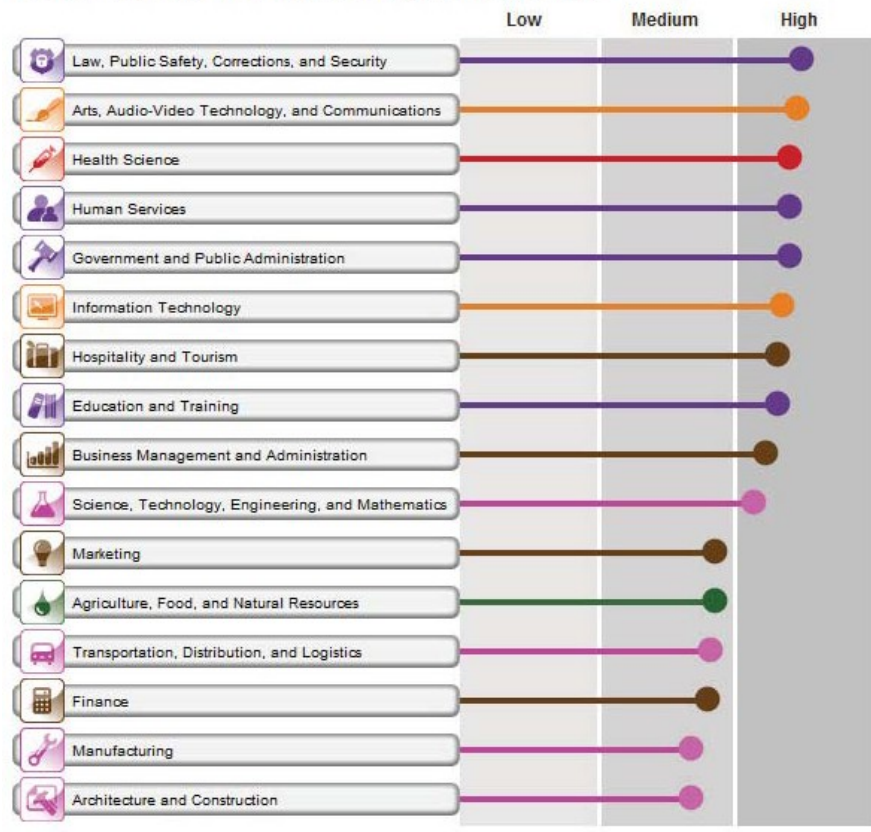 Low Medium High
Law, Public Safety, Corrections, and Security
Arts, Audio-Video Technology, and Communications
Health Science
Human Services
Government and Public Administration
Information Technology
Hospitality and Tourism
Education and Training
Business Management and Administration
Science, Technology, Engineering, and Mathematics
Marketing
Agriculture, Food, and Natural Resources
Transportation, Distribution, and Logistics
Finance
Manufacturing
Architecture and Construction